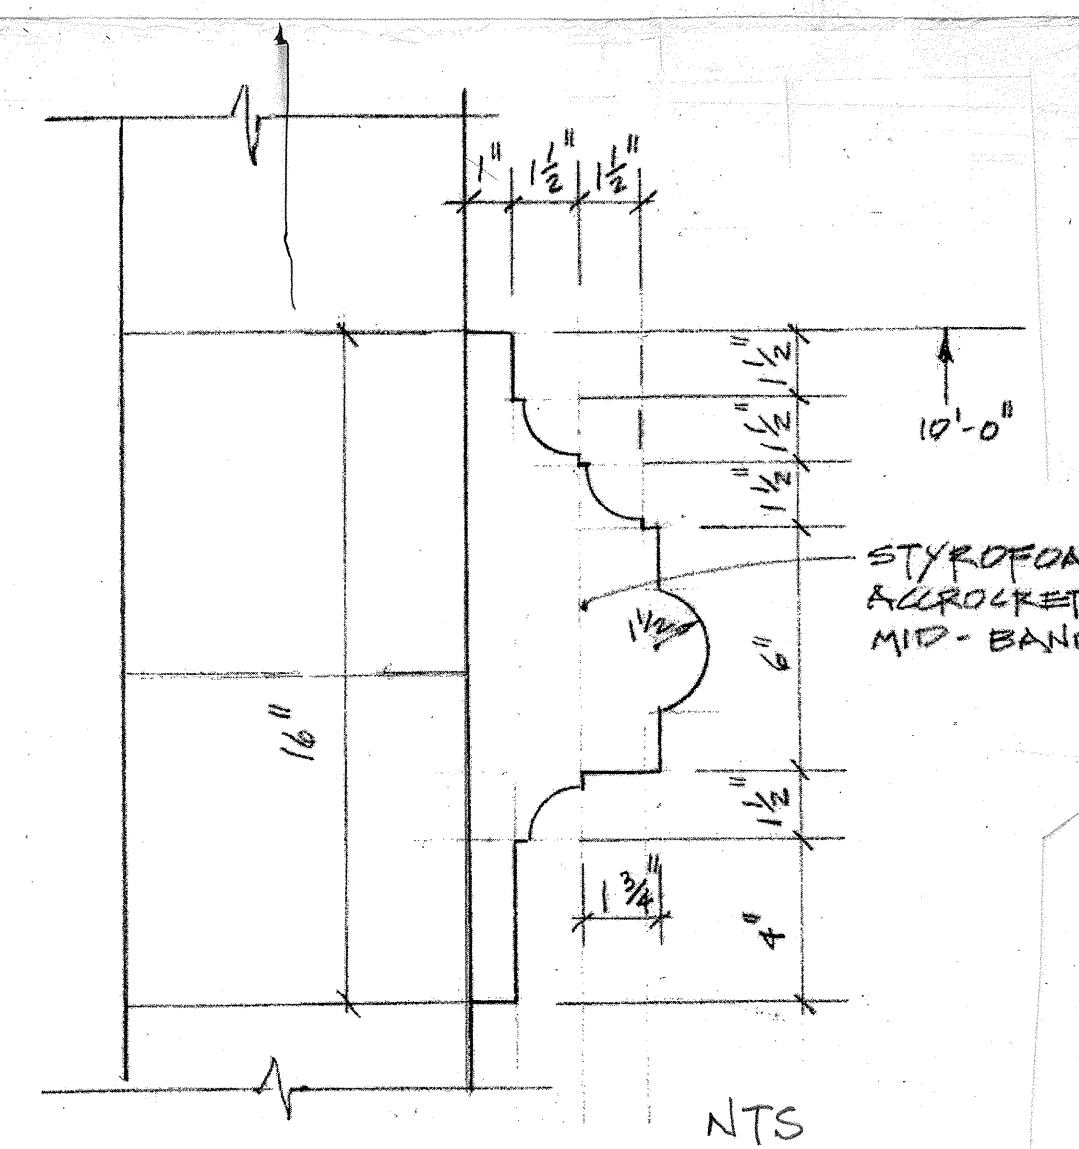 1" 1 1/2" 1 1/2"
1 1/2"
1 1/2"
10'-0"
1 1/2"
STYROFOA
ACCROCRET
MID-BAN
1 1/2
6"
16"
1 1/2"
1 3/4"
4"
NTS